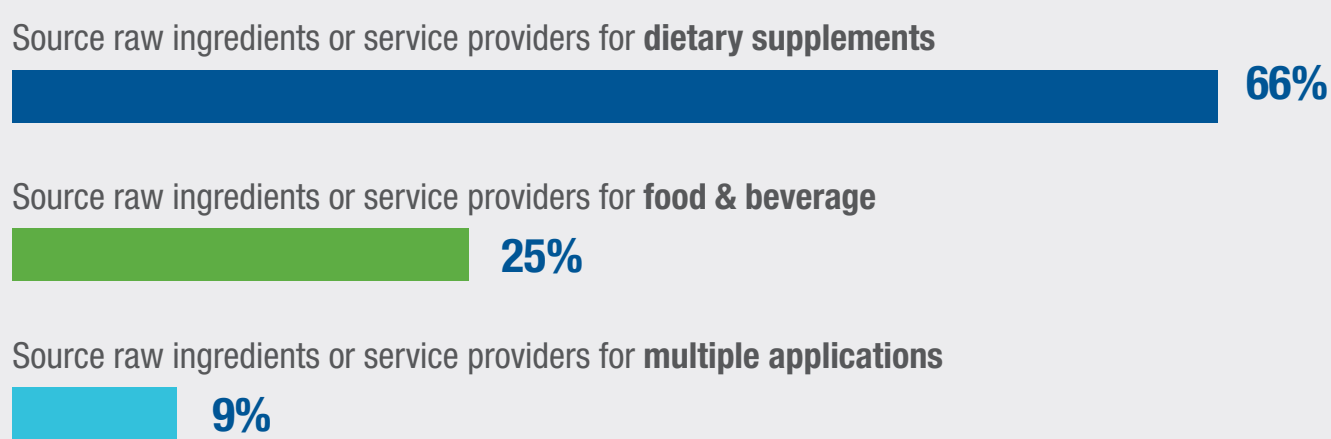 Source raw ingredients or service providers for dietary supplements
66%
Source raw ingredients or service providers for food & beverage
25%
Source raw ingredients or service providers for multiple applications
9%